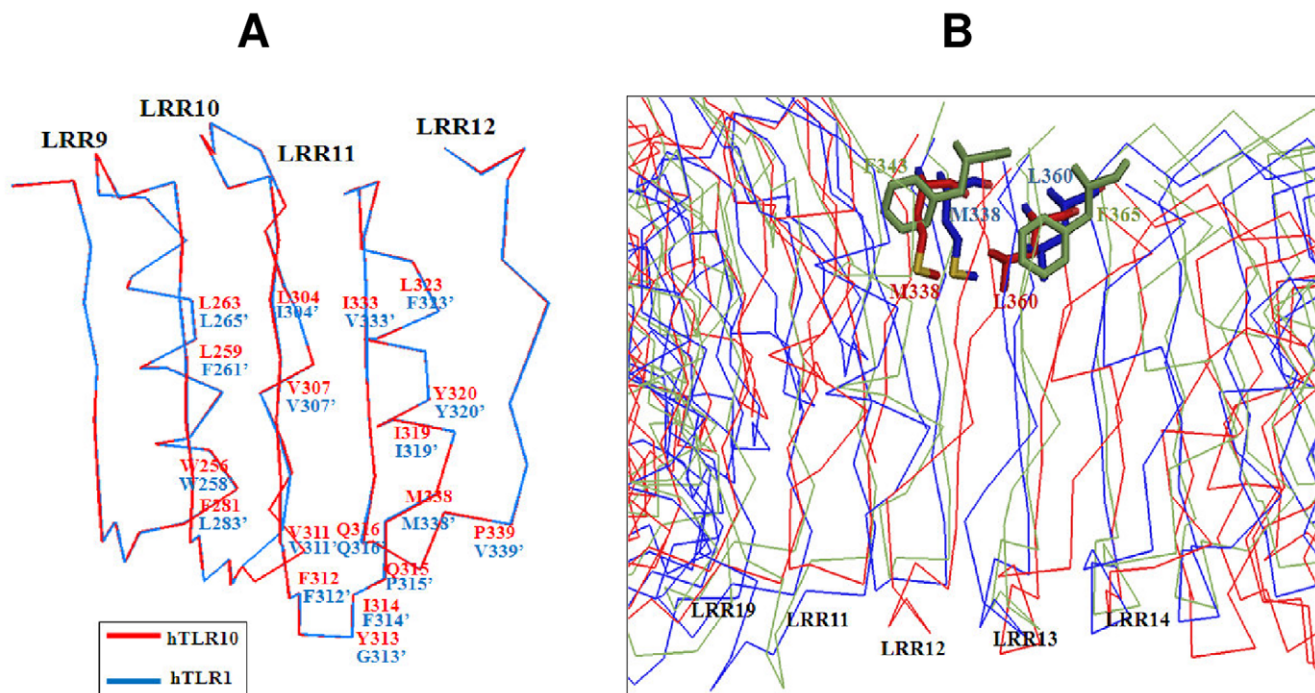 A
B
LRR9
LRR10
LRR11
LRR12
L263
L265’
L259
F261’
W256
W258’
F281
L283’
L304
I304’
V307
V307’
V311
V311’
F312
F312’
I333
V333’
L323
F323’
Y320
Y320’
I319
I319’
M338
M338’
Q316
Q316’
Q315
P315’
I314
F314’
Y313
G313’
P339
V339’
hTLR10
hTLR1
F343
M338
M338
L360
F365
L360
LRR19
LRR11
LRR12
LRR13
LRR14